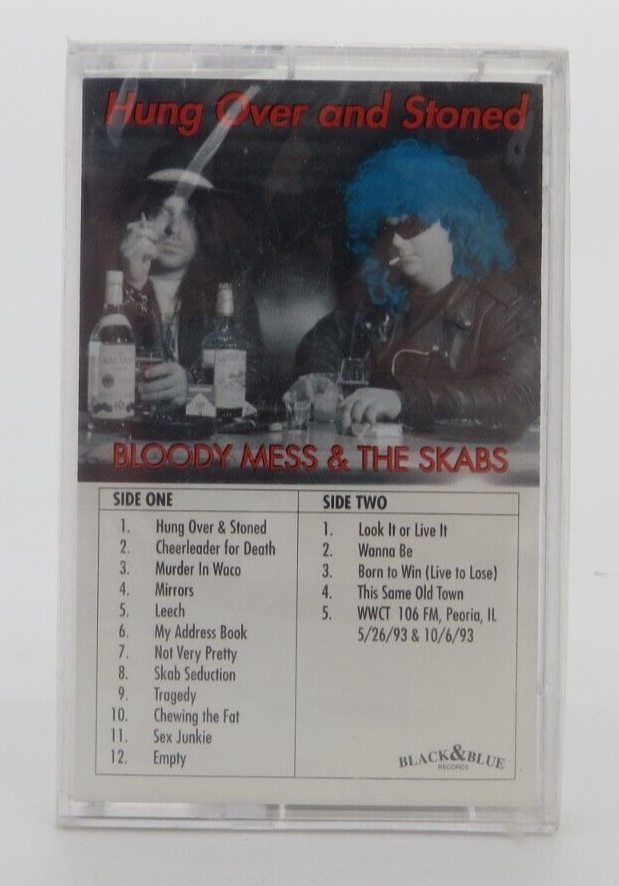 Hung Over and Stoned
BACARDI
BLOODY MESS & THE SKABS
SIDE ONE
1. Hung Over & Stoned
2. Cheerleader for Death
3. Murder In Waco
4. Mirrors
5. Leech
6. My Address Book
7. Not Very Pretty
8. Skab Seduction
9. Tragedy
10. Chewing the Fat
11. Sex Junkie
12. Empty
SIDE TWO
1. Look It or Live It
2. Wanna Be
3. Born to Win (Live to Lose)
4. This Same Old Town
5. WWCT 106 FM, Peoria, IL
5/26/93 & 10/6/93
BLACK&BLUE
RECORDS